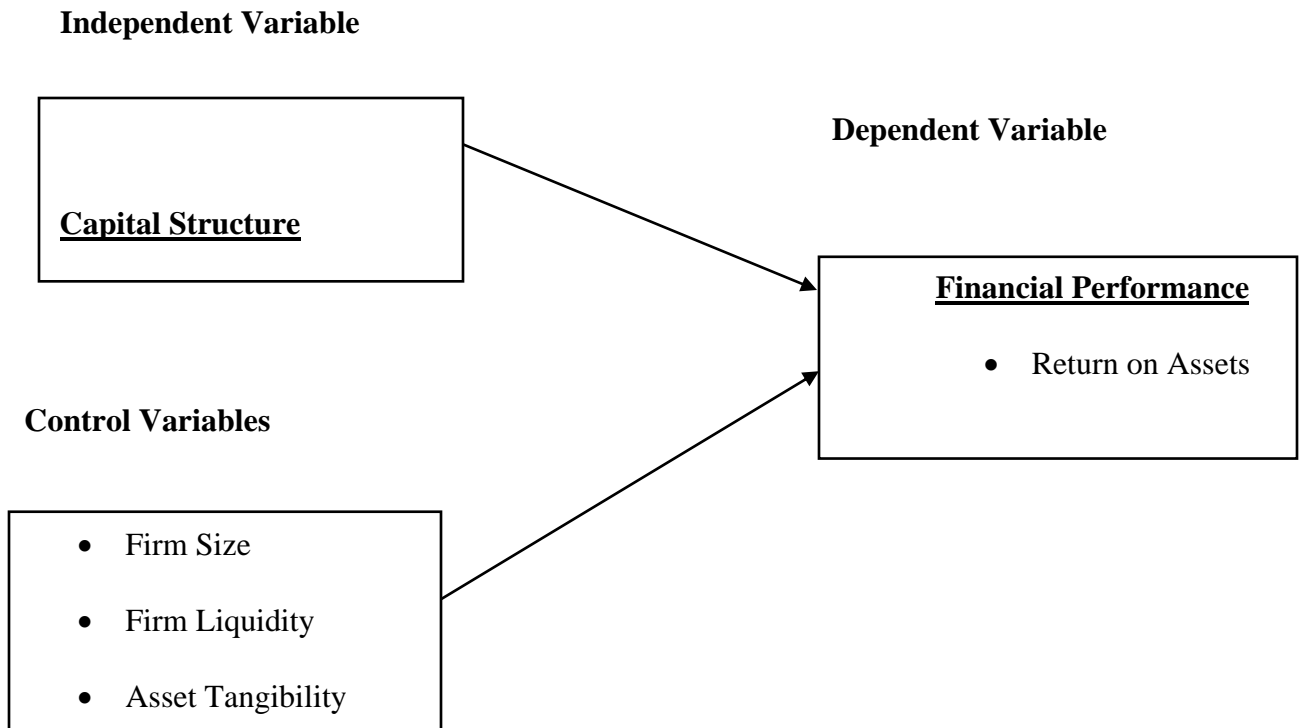 Independent Variable
Capital Structure
Dependent Variable
Financial Performance
• Return on Assets
Control Variables
• Firm Size
• Firm Liquidity
• Asset Tangibility